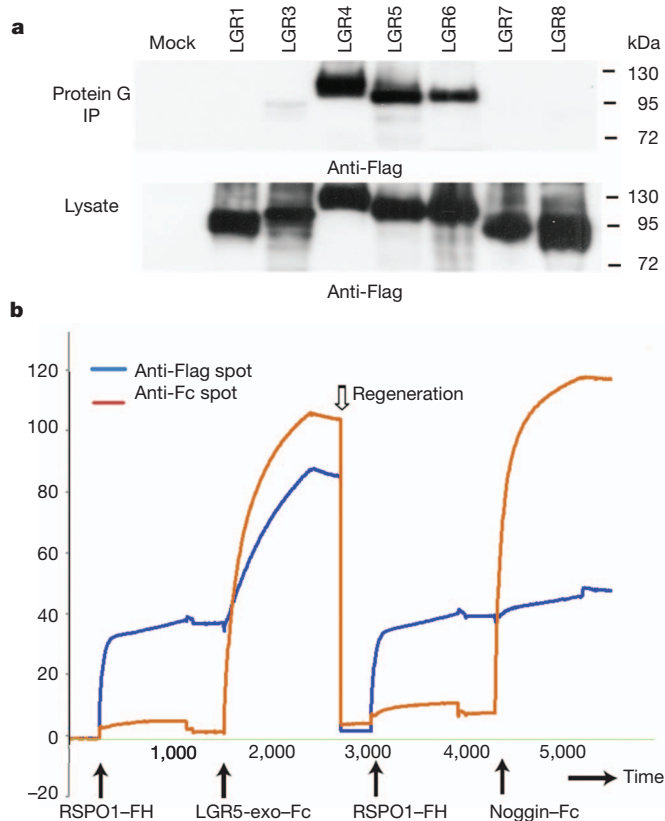 a
Mock LGR1 LGR3 LGR4 LGR5 LGR6 LGR7 LGR8 kDa
Protein G
IP
130
95
72
Anti-Flag
Lysate
130
95
72
Anti-Flag
b
120
100
80
60
40
20
0
–20
Anti-Flag spot
Anti-Fc spot
Regeneration
1,000 2,000 3,000 4,000 5,000
Time
RSPO1–FH LGR5-exo–Fc RSPO1–FH Noggin–Fc